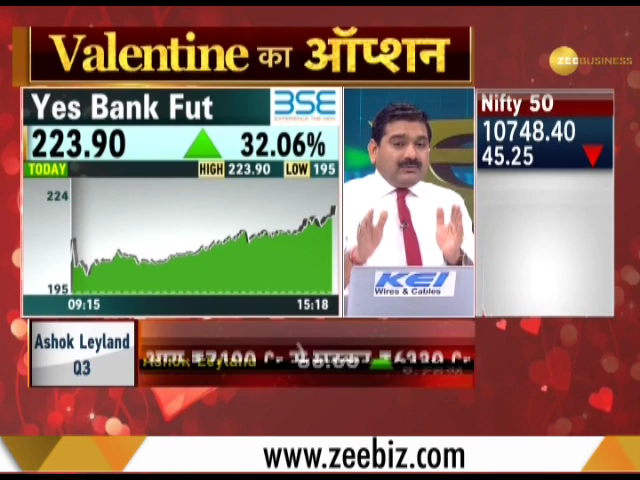 Valentine का ऑप्शन
ZEE BUSINESS
Yes Bank Fut
BSE
EXPERIENCE THE NEW
223.90 32.06%
TODAY HIGH 223.90 LOW 195
224
195
09:15 15:18
Nifty 50
10748.40
45.25
KEI
Wires & Cables
Ashok Leyland
Q3
Ashok Leyland
www.zeebiz.com